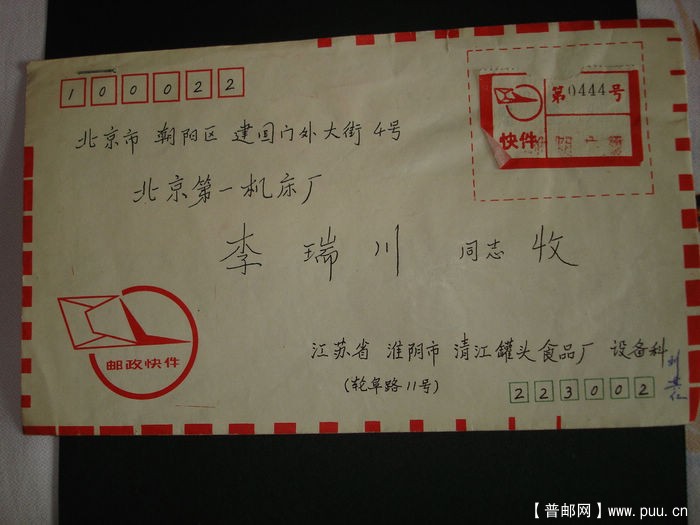 100022
第0444号
快件
北京市 朝阳区 建国门外大街 4号
北京第一机床厂
李瑞川 同志 收
邮政快件
江苏省 淮阴市 清江罐头食品厂 设备科
(轮埠路11号)
223002
【普邮网】www.puu.cn